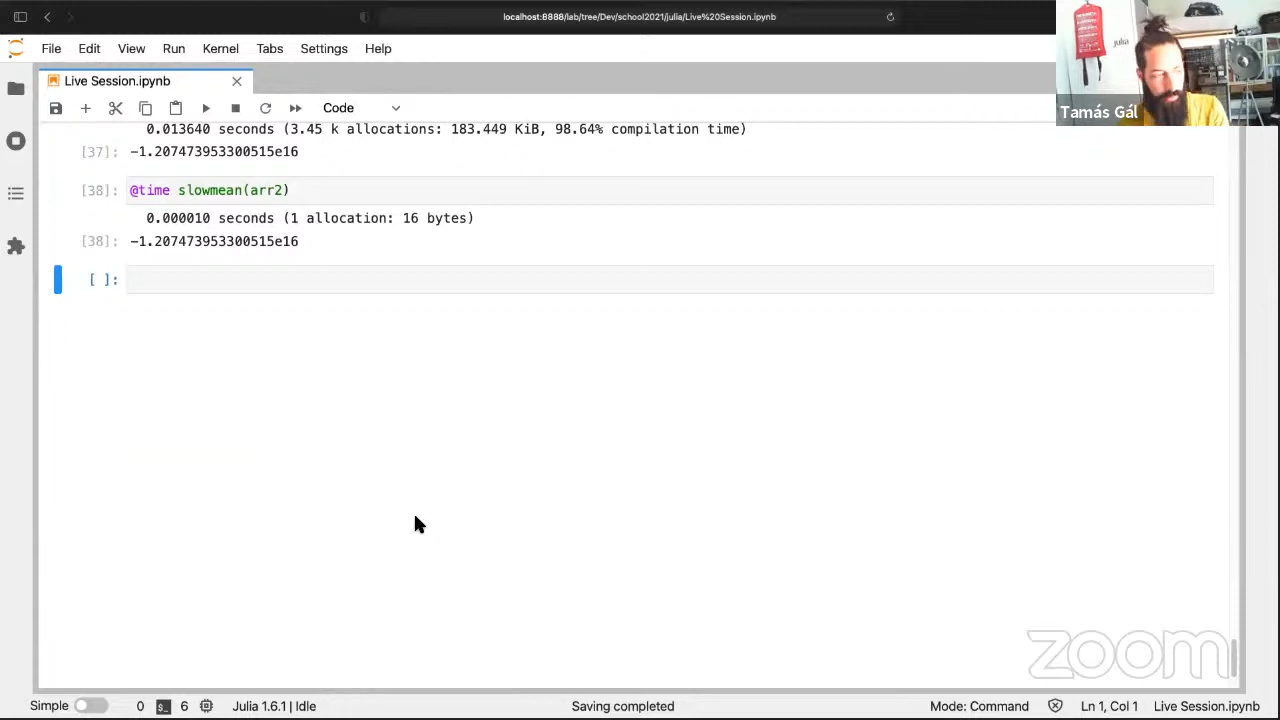 localhost:8888/lab/tree/Dev/school2021/julia/Live%20Session.ipynb
File Edit View Run Kernel Tabs Settings Help
julia
Tamás Gál
Live Session.ipynb
Code
0.013640 seconds (3.45 k allocations: 183.449 KiB, 98.64% compilation time)
[37]: -1.207473953300515e16
[38]: @time slowmean(arr2)
0.000010 seconds (1 allocation: 16 bytes)
[38]: -1.207473953300515e16
[ ]:
zoom
Simple 0 $_ 6 Julia 1.6.1 | Idle Saving completed Mode: Command Ln 1, Col 1 Live Session.ipynb